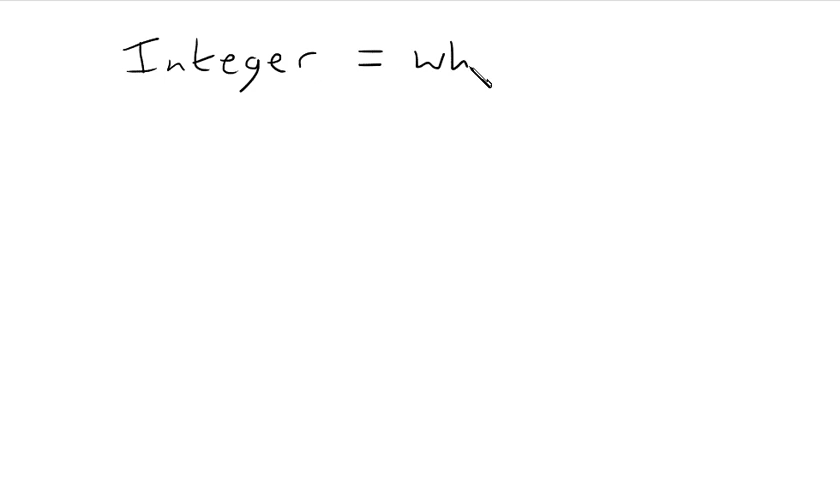 Integer = wh